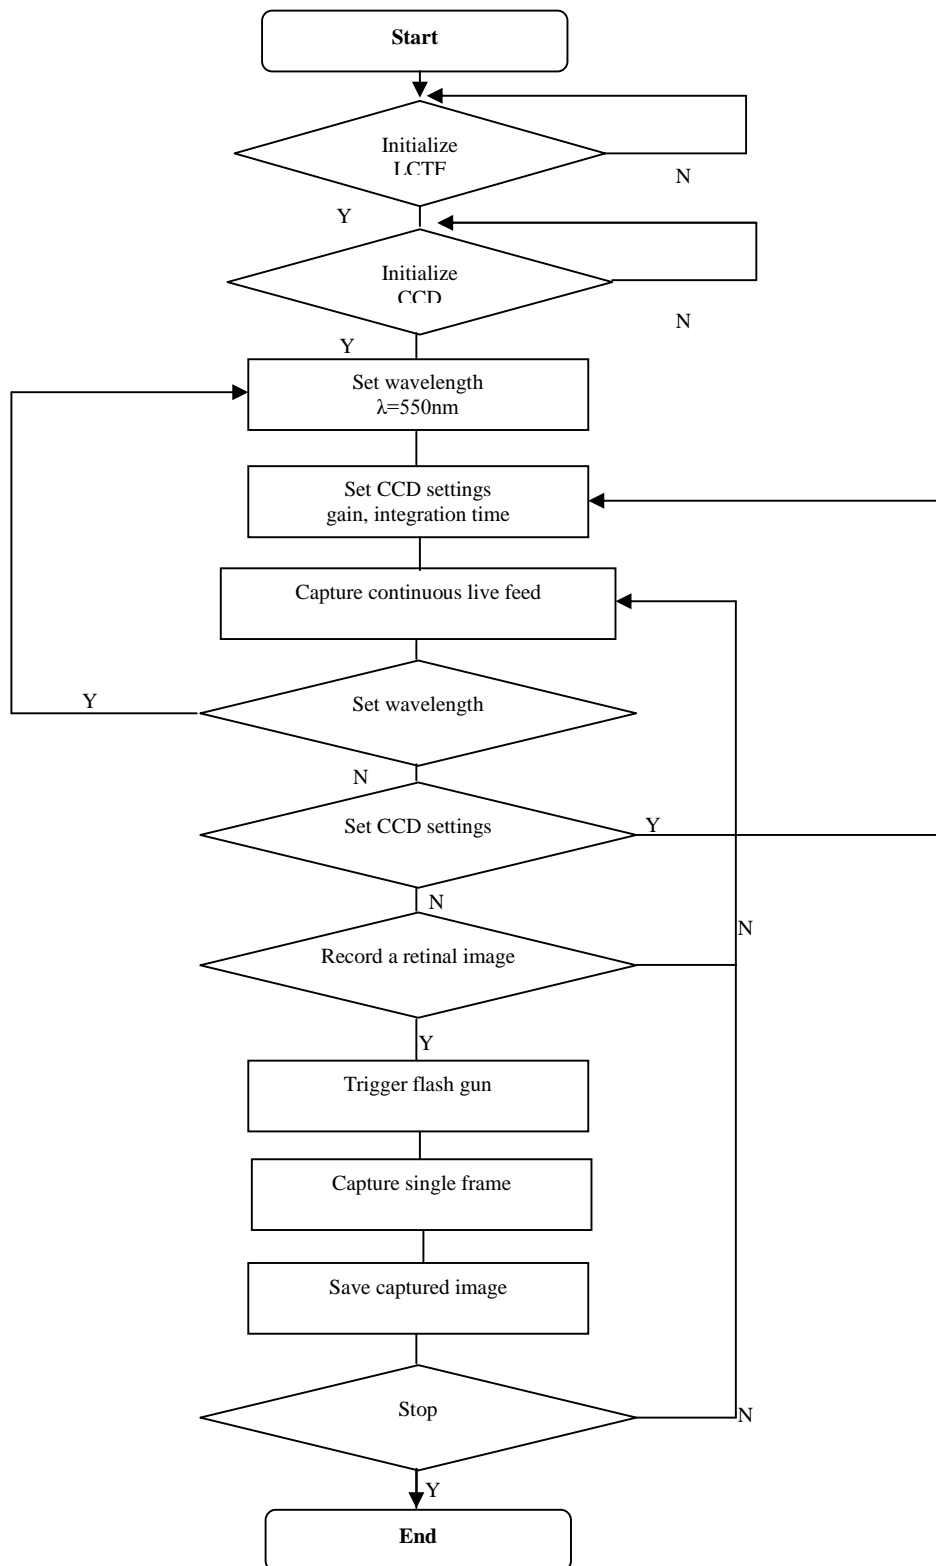 Start
Initialize
LCTF
N
Y
Initialize
CCD
N
Y
Set wavelength
λ=550nm
Set CCD settings
gain, integration time
Capture continuous live feed
Set wavelength
Y
N
Set CCD settings
Y
N
Record a retinal image
N
Y
Trigger flash gun
Capture single frame
Save captured image
Stop
N
Y
End